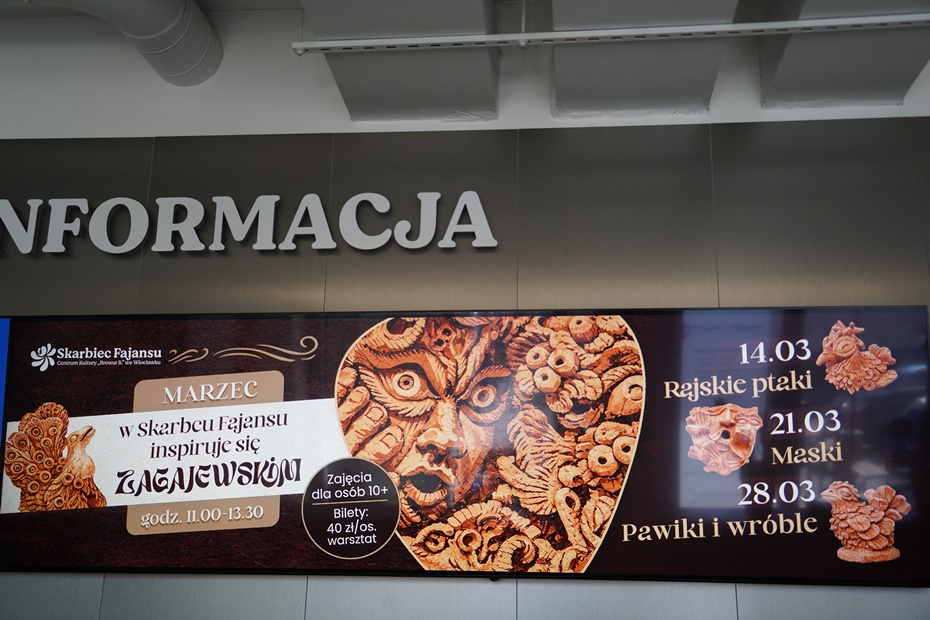 NFORMACJA
Skarbiec Fajansu
Centrum Kultury „Browar B.” we Włocławku
MARZEC
w Skarbcu Fajansu
inspiruje się
ZAGAJEWSKIM
godz. 11.00-13.30
Zajęcia
dla osób 10+
Bilety:
40 zł/os.
warsztat
14.03
Rajskie ptaki
21.03
Maski
28.03
Pawiki i wróble